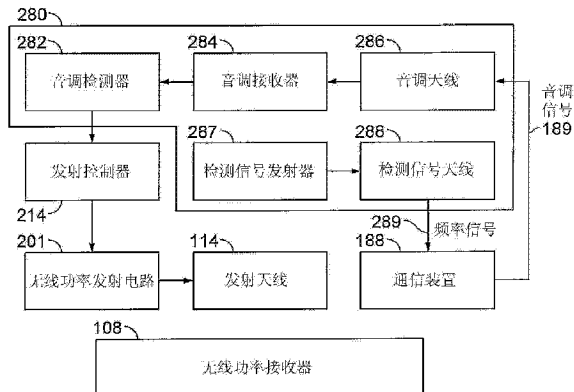 280
282
284
286
音调检测器
音调接收器
音调天线
音调
信号
189
287
288
发射控制器
检测信号发射器
检测信号天线
214
289
频率信号
201
114
188
无线功率发射电路
发射天线
通信装置
108
无线功率接收器